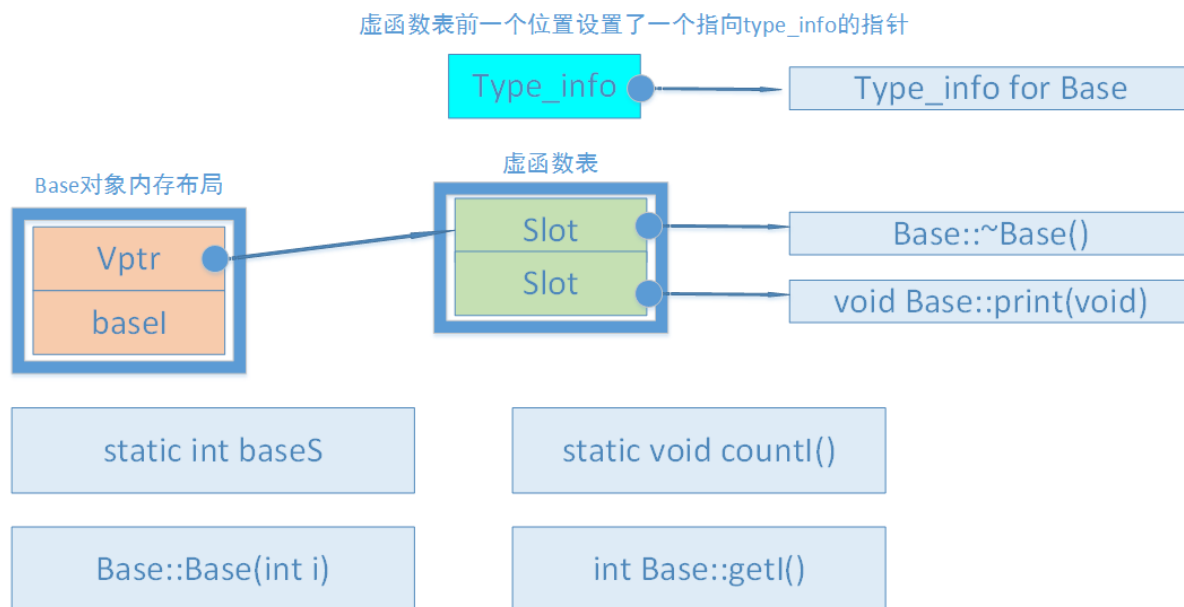 虚函数表前一个位置设置了一个指向type_info的指针
Type_info
Type_info for Base
虚函数表
Base对象内存布局
Vptr
baseI
Slot
Slot
Base::~Base()
void Base::print(void)
static int baseS
static void countI()
Base::Base(int i)
int Base::getI()